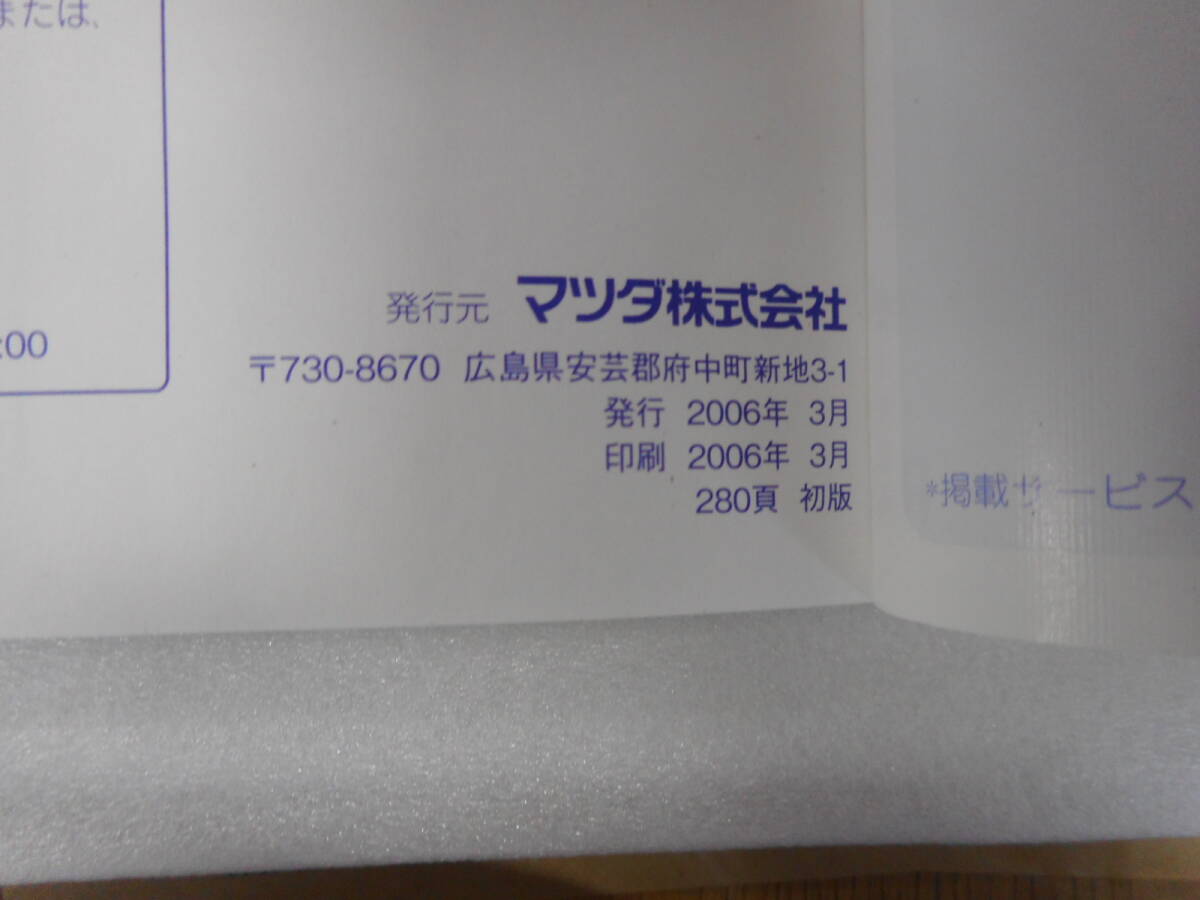 または、
:00
発行元 マツダ株式会社
〒730-8670 広島県安芸郡府中町新地3-1
発行 2006年 3月
印刷 2006年 3月
280頁 初版
*掲載サービス